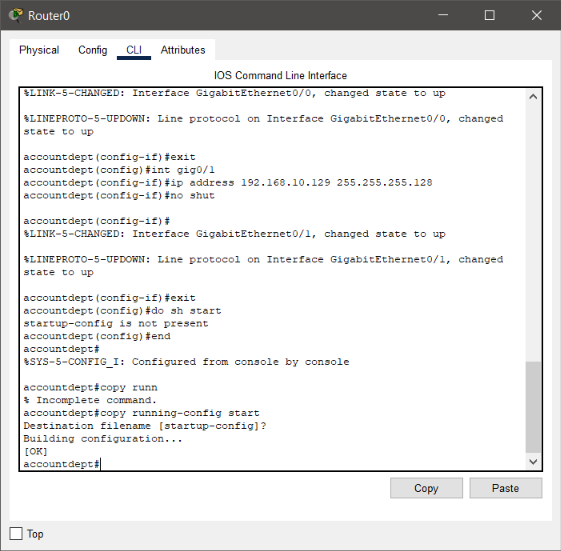 Router0
Physical Config CLI Attributes
IOS Command Line Interface
%LINK-5-CHANGED: Interface GigabitEthernet0/0, changed state to up
%LINEPROTO-5-UPDOWN: Line protocol on Interface GigabitEthernet0/0, changed
state to up
accountdept(config-if)#exit
accountdept(config)#int gig0/1
accountdept(config-if)#ip address 192.168.10.129 255.255.255.128
accountdept(config-if)#no shut
accountdept(config-if)#
%LINK-5-CHANGED: Interface GigabitEthernet0/1, changed state to up
%LINEPROTO-5-UPDOWN: Line protocol on Interface GigabitEthernet0/1, changed
state to up
accountdept(config-if)#exit
accountdept(config)#do sh start
startup-config is not present
accountdept(config)#end
accountdept#
%SYS-5-CONFIG_I: Configured from console by console
accountdept#copy runn
% Incomplete command.
accountdept#copy running-config start
Destination filename [startup-config]?
Building configuration...
[OK]
accountdept#
Copy Paste
Top